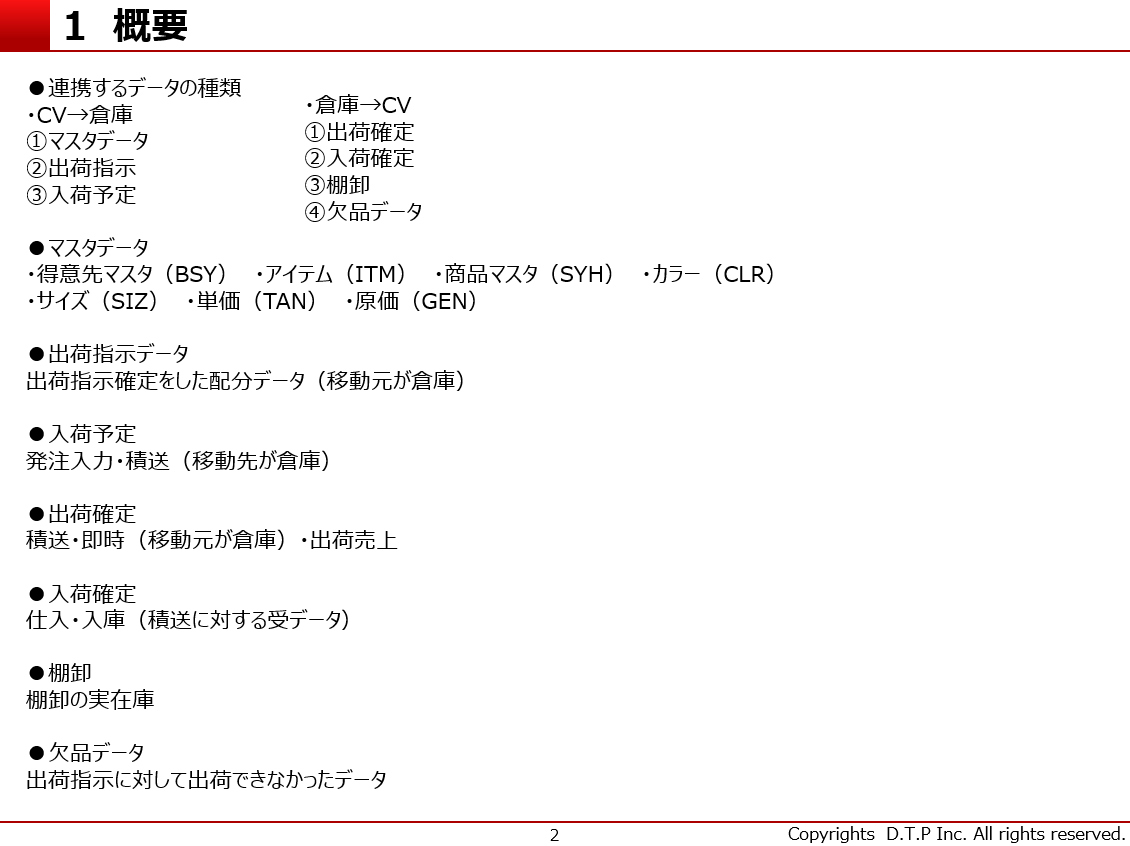 1 概要
●連携するデータの種類
・CV→倉庫
①マスタデータ
②出荷指示
③入荷予定
・倉庫→CV
①出荷確定
②入荷確定
③棚卸
④欠品データ
●マスタデータ
・得意先マスタ（BSY）　・アイテム（ITM）　・商品マスタ（SYH）　・カラー（CLR）
・サイズ（SIZ）　・単価（TAN）　・原価（GEN）
●出荷指示データ
出荷指示確定をした配分データ（移動元が倉庫）
●入荷予定
発注入力・積送（移動先が倉庫）
●出荷確定
積送・即時（移動元が倉庫）・出荷売上
●入荷確定
仕入・入庫（積送に対する受データ）
●棚卸
棚卸の実在庫
●欠品データ
出荷指示に対して出荷できなかったデータ
2
Copyrights D.T.P Inc. All rights reserved.